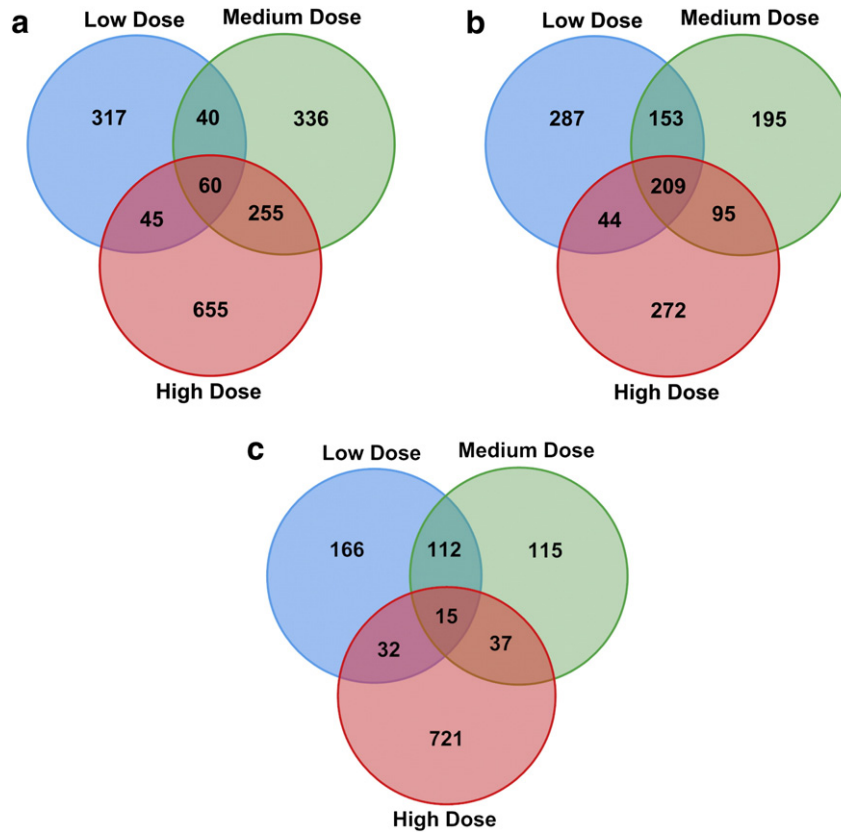 a
Low Dose
Medium Dose
317
40
336
60
45
255
655
High Dose
b
Low Dose
Medium Dose
287
153
195
209
44
95
272
High Dose
c
Low Dose
Medium Dose
166
112
115
15
32
37
721
High Dose